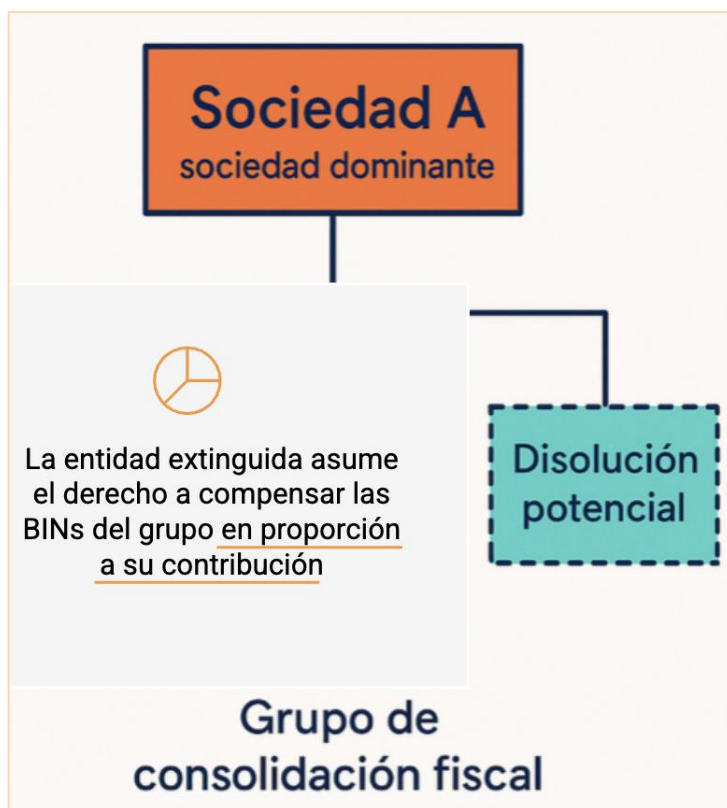 Sociedad A
sociedad dominante
La entidad extinguida asume
el derecho a compensar las
BINs del grupo en proporción
a su contribución
Disolución
potencial
Grupo de
consolidación fiscal